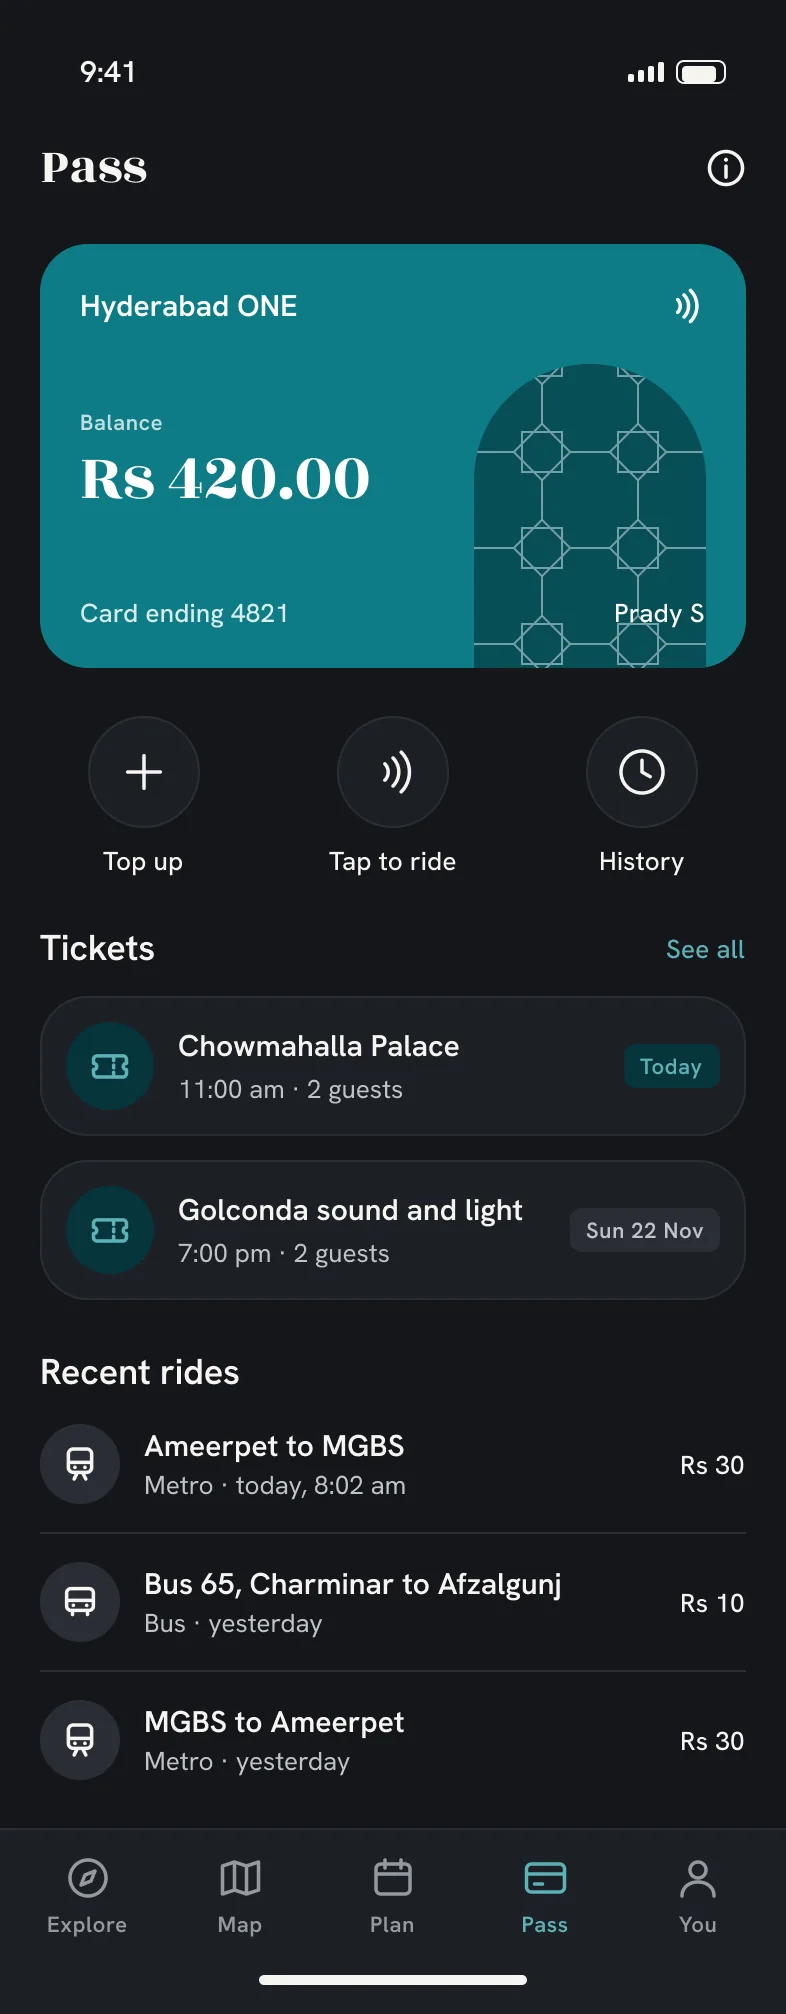 9:41
Pass
Hyderabad ONE
Balance
Rs 420.00
Card ending 4821
Prady S
Top up
Tap to ride
History
Tickets
See all
Chowmahalla Palace
11:00 am · 2 guests
Today
Golconda sound and light
7:00 pm · 2 guests
Sun 22 Nov
Recent rides
Ameerpet to MGBS
Metro · today, 8:02 am
Rs 30
Bus 65, Charminar to Afzalgunj
Bus · yesterday
Rs 10
MGBS to Ameerpet
Metro · yesterday
Rs 30
Explore
Map
Plan
Pass
You